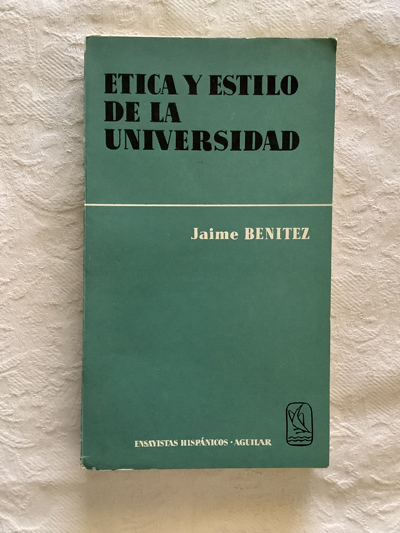 ETICA Y ESTILO
DE LA
UNIVERSIDAD
Jaime BENITEZ
ENSAYISTAS HISPÁNICOS · AGUILAR